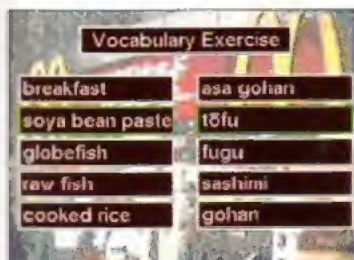 Vocabulary Exercise
breakfast asa gohan
soya bean paste tōfu
globefish fugu
raw fish sashimi
cooked rice gohan